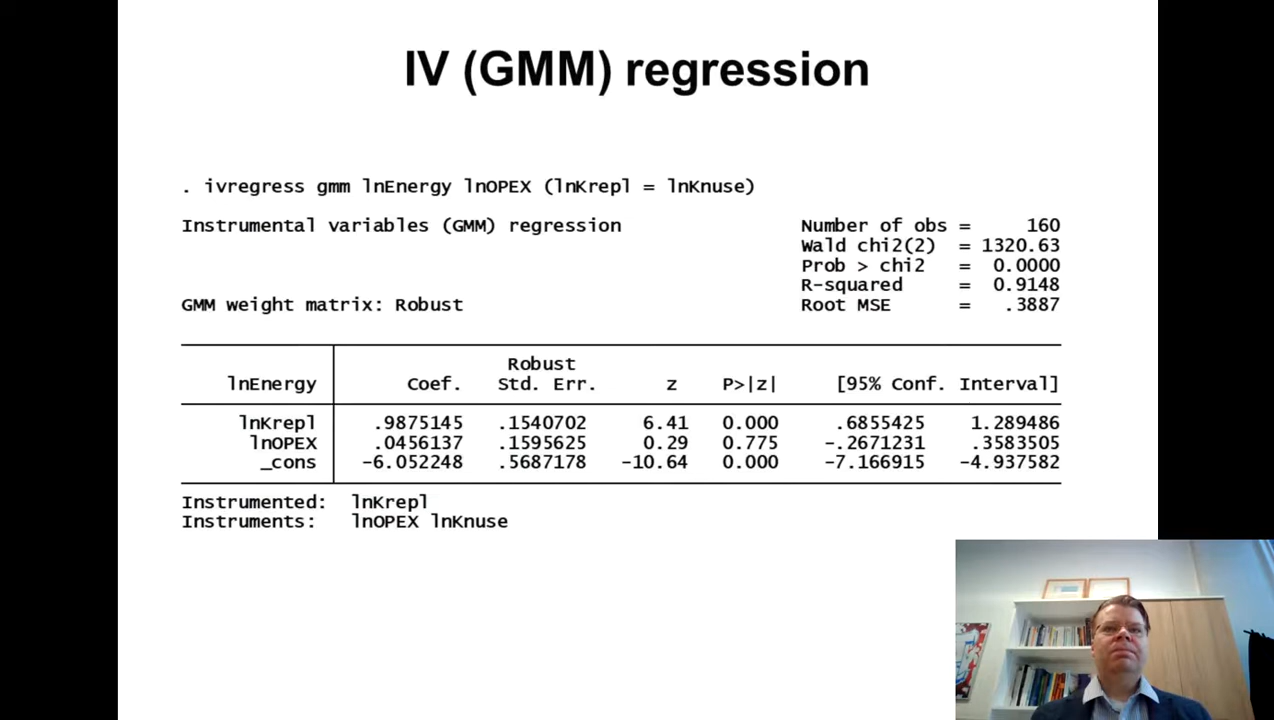 IV (GMM) regression
. ivregress gmm lnEnergy lnOPEX (lnKrepl = lnKnuse)
Instrumental variables (GMM) regression Number of obs = 160
Wald chi2(2) = 1320.63
Prob > chi2 = 0.0000
R-squared = 0.9148
GMM weight matrix: Robust Root MSE = .3887
Robust
lnEnergy Coef. Std. Err. z P>|z| [95% Conf. Interval]
lnKrepl .9875145 .1540702 6.41 0.000 .6855425 1.289486
lnOPEX .0456137 .1595625 0.29 0.775 -.2671231 .3583505
_cons -6.052248 .5687178 -10.64 0.000 -7.166915 -4.937582
Instrumented: lnKrepl
Instruments: lnOPEX lnKnuse